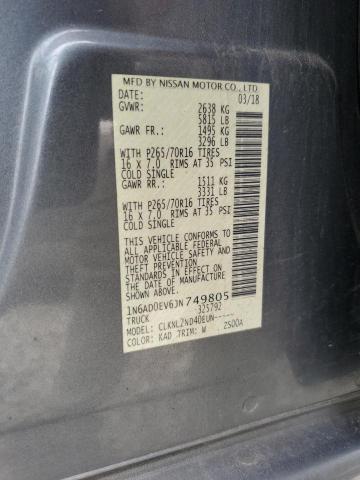 MFD BY NISSAN MOTOR CO., LTD
DATE: 03/18
GVWR: 2638 KG
5815 LB
GAWR FR.: 1495 KG
3296 LB
WITH P265/70R16 TIRES
16 X 7.0 RIMS AT 35 PSI
COLD SINGLE
GAWR RR.: 1511 KG
3331 LB
WITH P265/70R16 TIRES
16 X 7.0 RIMS AT 35 PSI
COLD SINGLE
THIS VEHICLE CONFORMS TO
ALL APPLICABLE FEDERAL
MOTOR VEHICLE SAFETY AND
THEFT PREVENTION
STANDARDS IN EFFECT ON
THE DATE OF MANUFACTURE
SHOWN ABOVE.
1N6AD0EV6JN749805
TRUCK 325792
MODEL: CLKNLZND40EUN-----
COLOR: KAD TRIM: W 2500A